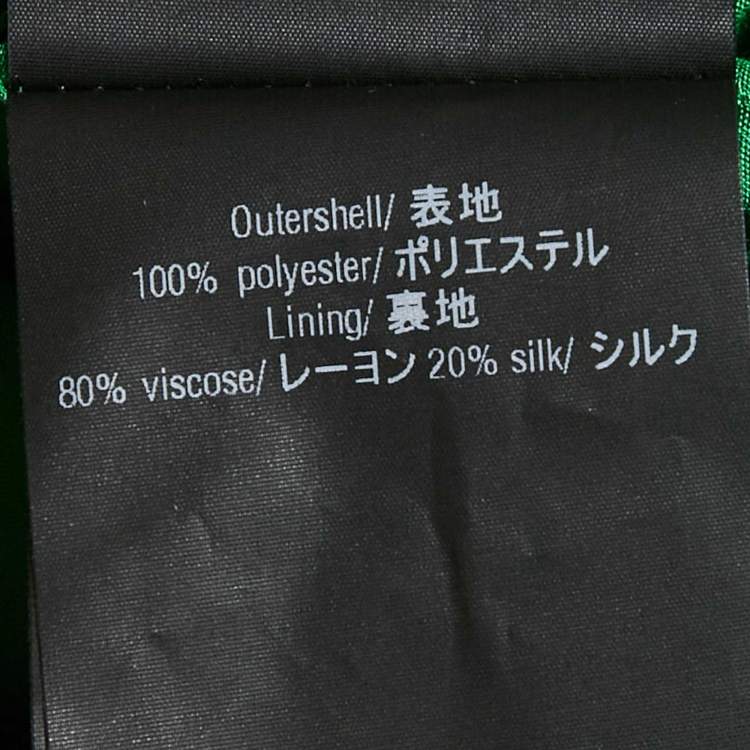 Outershell/ 表地
100% polyester/ ポリエステル
Lining/ 裏地
80% viscose/ レーヨン 20% silk/ シルク